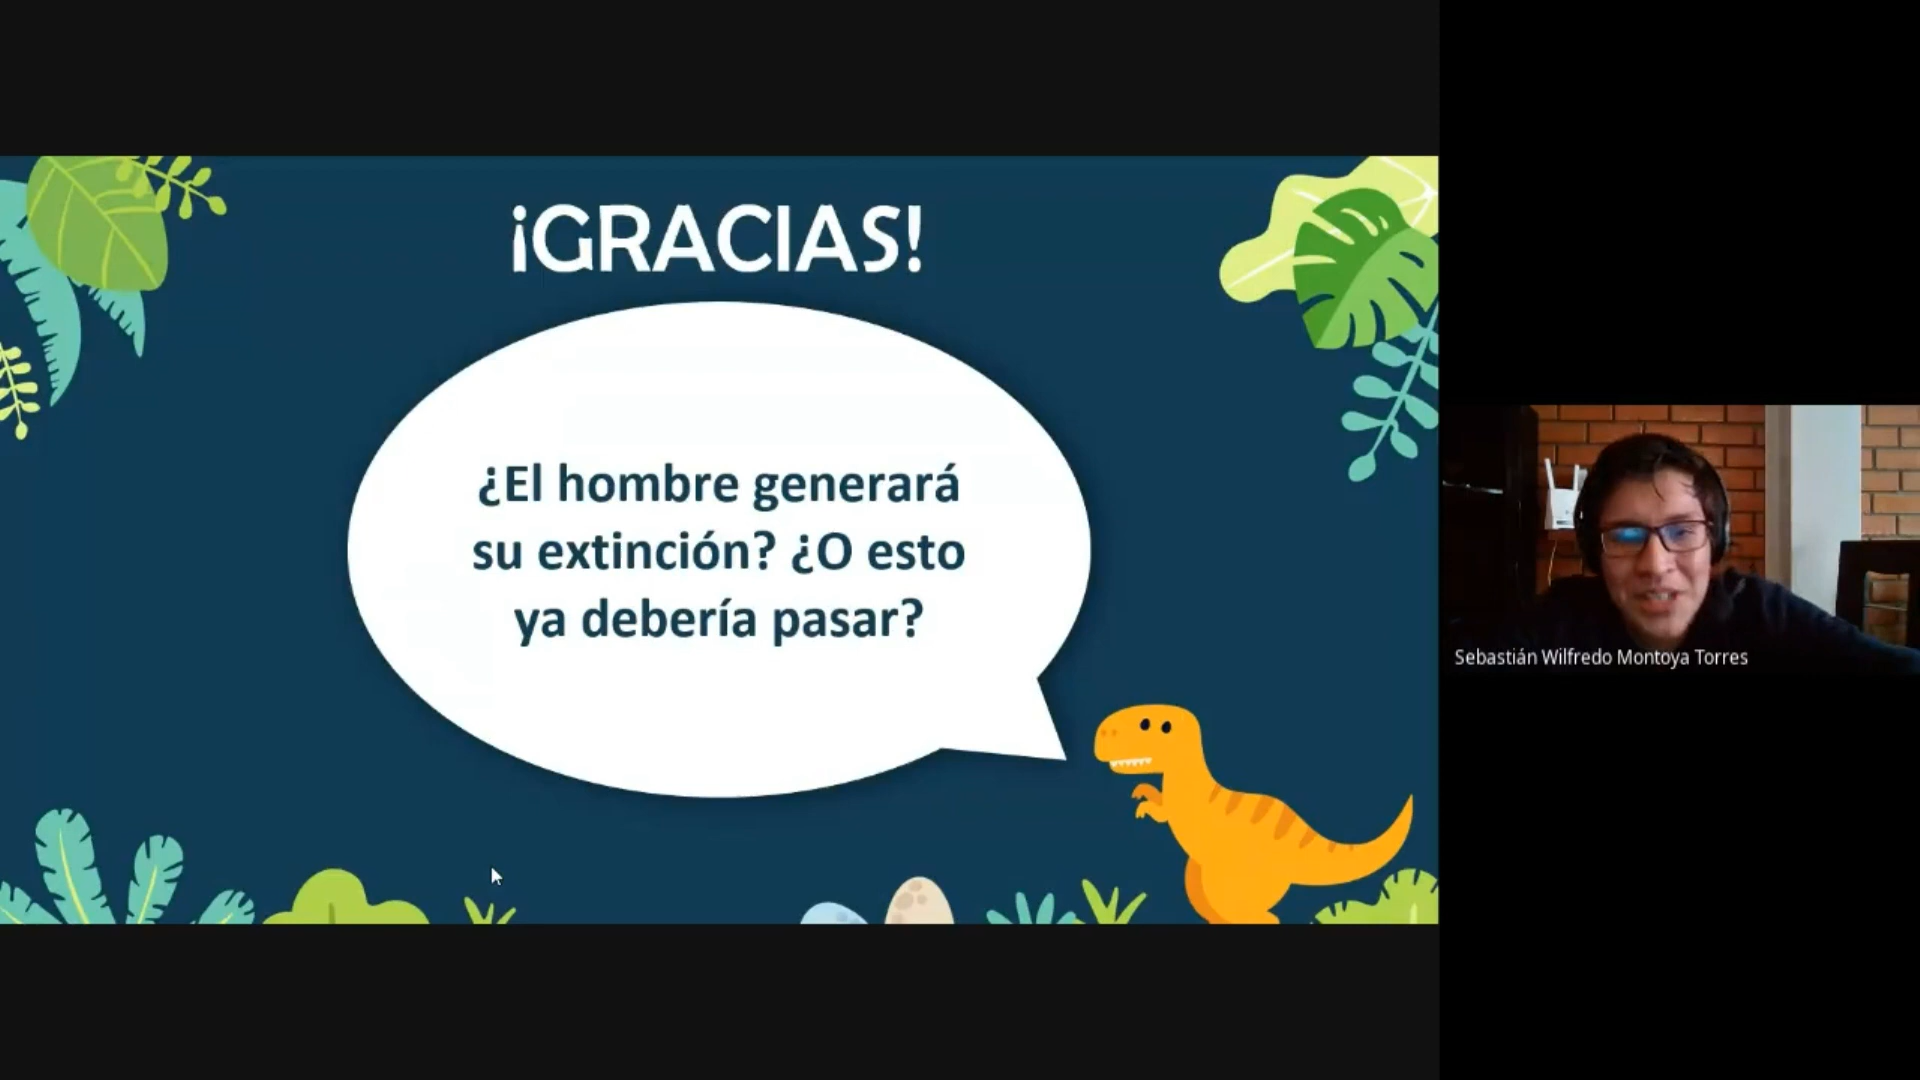 ¡GRACIAS!
¿El hombre generará
su extinción? ¿O esto
ya debería pasar?
Sebastián Wilfredo Montoya Torres